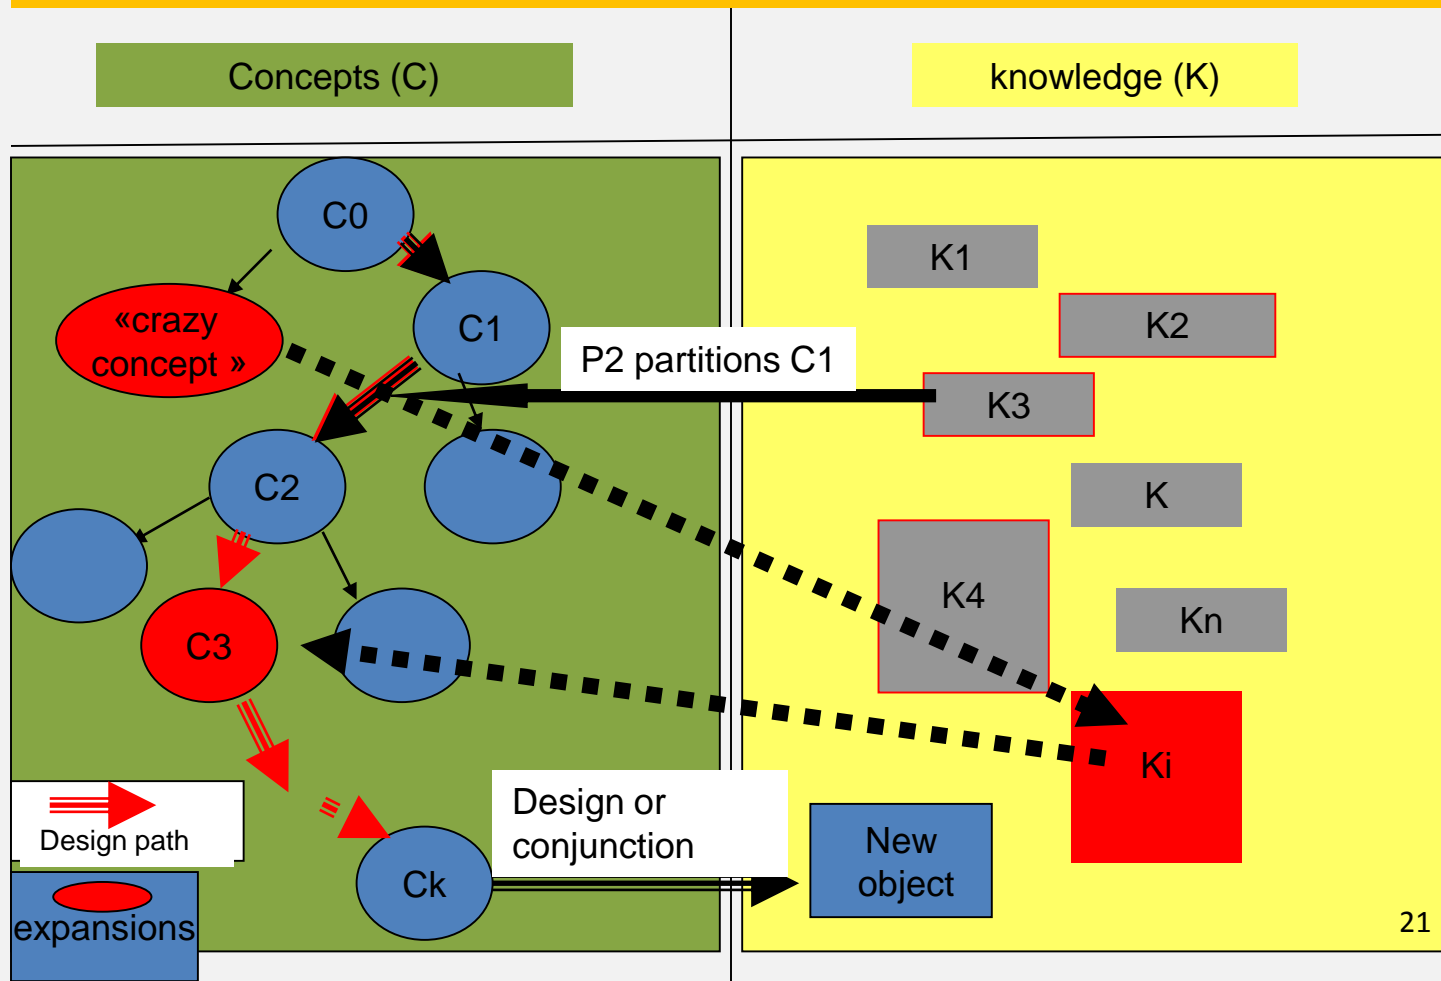 Concepts (C)
knowledge (K)
C0
K1
«crazy
concept »
C1
K2
P2 partitions C1
K3
C2
K
K4
Kn
C3
Ki
Design path
Design or
conjunction
New
object
Ck
expansions
21